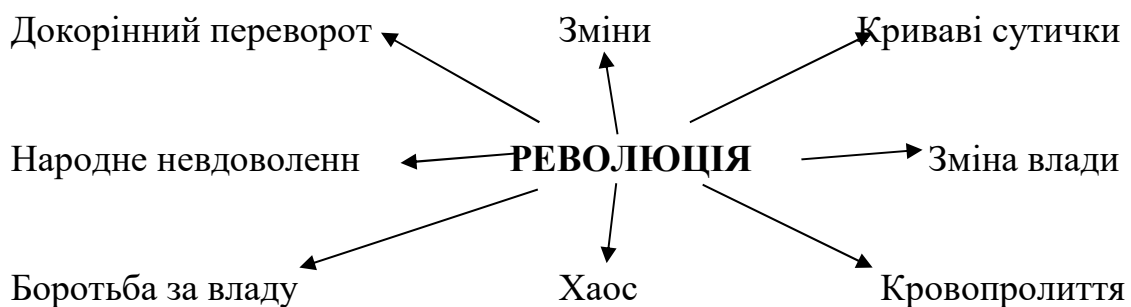 Докорінний переворот Зміни Криваві сутички
Народне невдоволенн РЕВОЛЮЦІЯ Зміна влади
Боротьба за владу Хаос Кровопролиття